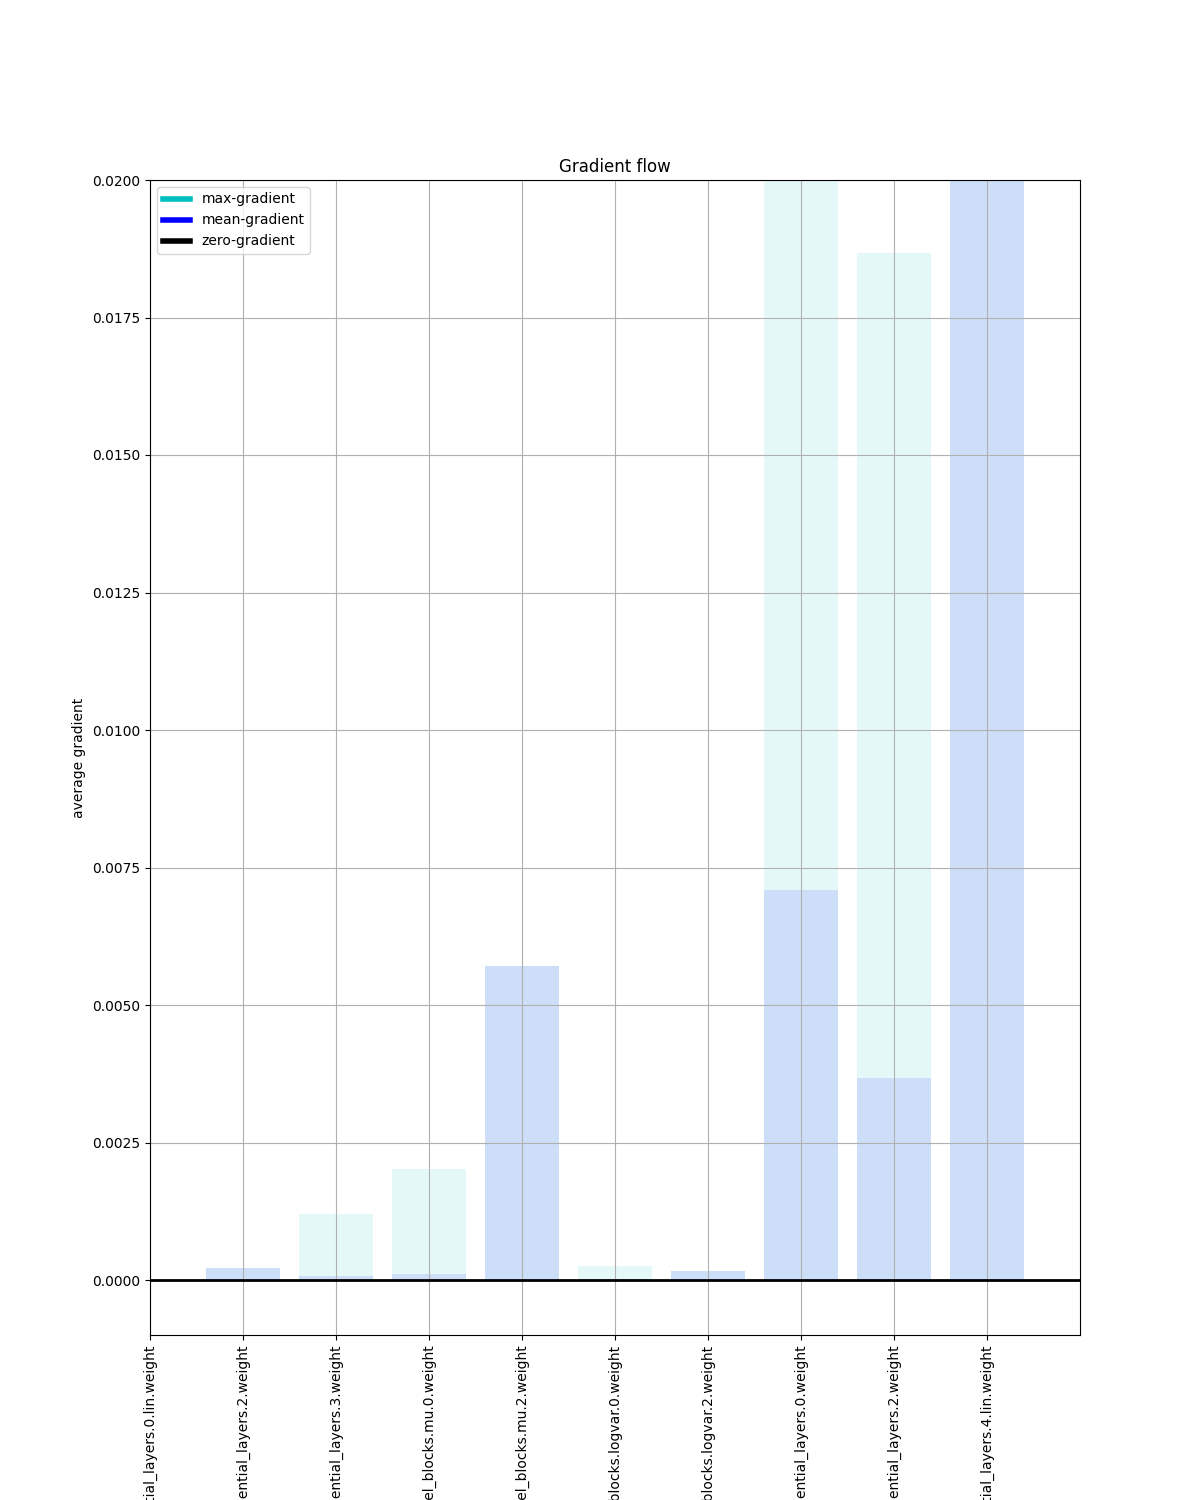 Gradient flow
max-gradient
mean-gradient
zero-gradient
0.0200
0.0175
0.0150
0.0125
0.0100
0.0075
0.0050
0.0025
0.0000
average gradient
tial_layers.0.lin.weight
ential_layers.2.weight
ential_layers.3.weight
el_blocks.mu.0.weight
el_blocks.mu.2.weight
blocks.logvar.0.weight
blocks.logvar.2.weight
ential_layers.0.weight
ential_layers.2.weight
tial_layers.4.lin.weight